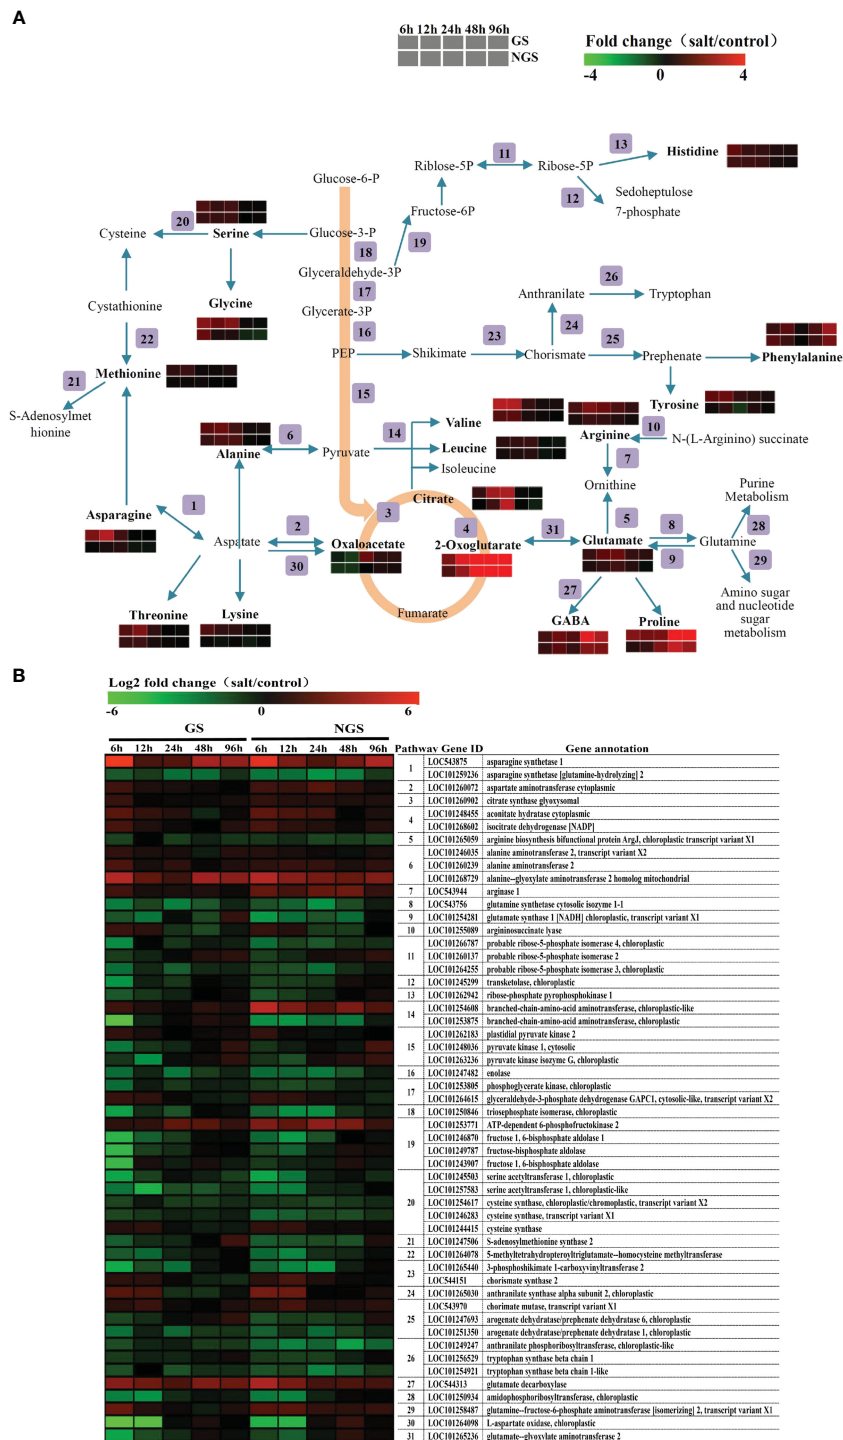 A
6h 12h 24h 48h 96h
GS
NGS
Fold change（salt/control）
-4 0 4
Glucose-6-P
Riblose-5P
11
Ribose-5P
13
Histidine
12
Sedoheptulose
7-phosphate
Fructose-6P
20
Cysteine
Serine
Glucose-3-P
18
19
Glyceraldehyde-3P
17
Glycerate-3P
16
Glycine
Cystathionine
22
Anthranilate
26
Tryptophan
24
PEP
Shikimate
23
Chorismate
25
Prephenate
Phenylalanine
21
Methionine
S-Adenosylmet
hionine
15
Tyrosine
Alanine
6
Pyruvate
14
Valine
Leucine
Isoleucine
Arginine
10
N-(L-Arginino) succinate
7
Ornithine
Purine
Metabolism
Citrate
Asparagine
1
Aspatate
2
30
3
Oxaloacetate
4
2-Oxoglutarate
31
Glutamate
5
8
9
Glutamine
28
29
Amino sugar
and nucleotide
sugar
metabolism
Fumarate
27
GABA
Proline
Threonine
Lysine
B
Log2 fold change（salt/control）
-6 0 6
GS NGS
6h 12h 24h 48h 96h 6h 12h 24h 48h 96h Pathway Gene ID Gene annotation
1 LOC543875 asparagine synthetase 1
LOC101259236 asparagine synthetase [glutamine-hydrolyzing] 2
2 LOC101260072 aspartate aminotransferase cytoplasmic
3 LOC101260902 citrate synthase glyoxysomal
4 LOC101248455 aconitate hydratase cytoplasmic
LOC101268602 isocitrate dehydrogenase [NADP]
5 LOC101265059 arginine biosynthesis bifunctional protein ArgJ, chloroplastic transcript variant X1
6 LOC101246035 alanine aminotransferase 2, transcript variant X2
LOC101260239 alanine aminotransferase 2
LOC101268729 alanine--glyoxylate aminotransferase 2 homolog mitochondrial
7 LOC543944 arginase 1
8 LOC543756 glutamine synthetase cytosolic isozyme 1-1
9 LOC101254281 glutamate synthase 1 [NADH] chloroplastic, transcript variant X1
10 LOC101255089 argininosuccinate lyase
11 LOC101266787 probable ribose-5-phosphate isomerase 4, chloroplastic
LOC101260137 probable ribose-5-phosphate isomerase 2
LOC101264255 probable ribose-5-phosphate isomerase 3, chloroplastic
12 LOC101245299 transketolase, chloroplastic
13 LOC101262942 ribose-phosphate pyrophosphokinase 1
14 LOC101254608 branched-chain-amino-acid aminotransferase, chloroplastic-like
LOC101253875 branched-chain-amino-acid aminotransferase, chloroplastic
15 LOC101262183 plastidial pyruvate kinase 2
LOC101248036 pyruvate kinase 1, cytosolic
LOC101263236 pyruvate kinase isozyme G, chloroplastic
16 LOC101247482 enolase
17 LOC101253805 phosphoglycerate kinase, chloroplastic
LOC101264615 glyceraldehyde-3-phosphate dehydrogenase GAPC1, cytosolic-like, transcript variant X2
18 LOC101250846 triosephosphate isomerase, chloroplastic
19 LOC101253771 ATP-dependent 6-phosphofructokinase 2
LOC101246870 fructose 1, 6-bisphosphate aldolase 1
LOC101249787 fructose-bisphosphate aldolase
LOC101243907 fructose 1, 6-bisphosphate aldolase
20 LOC101245503 serine acetyltransferase 1, chloroplastic
LOC101257583 serine acetyltransferase 1, chloroplastic-like
LOC101254617 cysteine synthase, chloroplastic/chromoplastic, transcript variant X2
LOC101246283 cysteine synthase, transcript variant X1
LOC101244415 cysteine synthase
21 LOC101247506 S-adenosylmethionine synthase 2
22 LOC101264078 5-methyltetrahydropteroyltriglutamate--homocysteine methyltransferase
23 LOC101265440 3-phosphoshikimate 1-carboxyvinyltransferase 2
LOC544151 chorismate synthase 2
24 LOC101265030 anthranilate synthase alpha subunit 2, chloroplastic
25 LOC543970 chorimate mutase, transcript variant X1
LOC101247693 arogenate dehydratase/prephenate dehydratase 6, chloroplastic
LOC101251350 arogenate dehydratase/prephenate dehydratase 1, chloroplastic
26 LOC101249247 anthranilate phosphoribosyltransferase, chloroplastic-like
LOC101256529 tryptophan synthase beta chain 1
LOC101254921 tryptophan synthase beta chain 1-like
27 LOC544313 glutamate decarboxylase
28 LOC101250934 amidophosphoribosyltransferase, chloroplastic
29 LOC101258487 glutamine--fructose-6-phosphate aminotransferase [isomerizing] 2, transcript variant X1
30 LOC101264098 L-aspartate oxidase, chloroplastic
31 LOC101265236 glutamate--glyoxylate aminotransferase 2